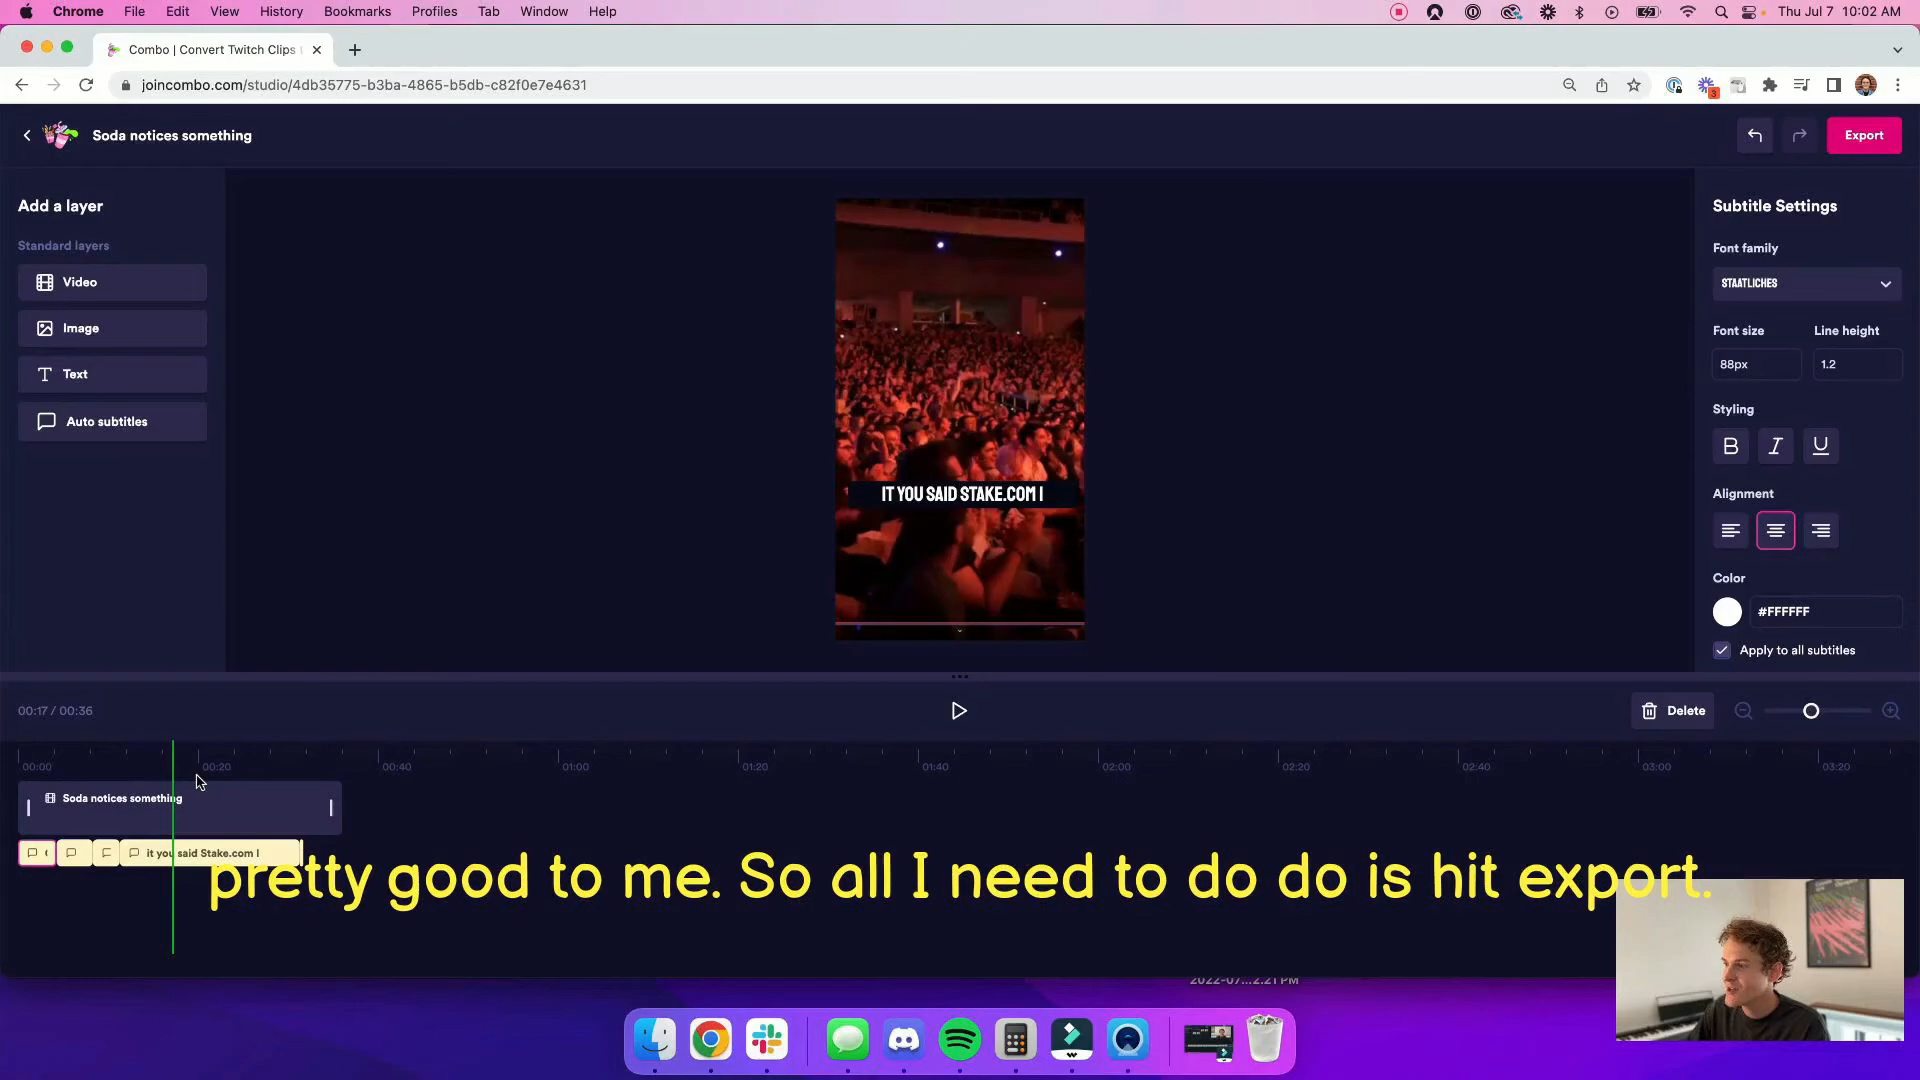 Chrome File Edit View History Bookmarks Profiles Tab Window Help
Thu Jul 7 10:02 AM
Combo | Convert Twitch Clips
joincombo.com/studio/4db35775-b3ba-4865-b5db-c82f0e7e4631
3
Soda notices something
Export
Add a layer
Standard layers
Video
Image
Text
Auto subtitles
IT YOU SAID STAKE.COM I
Subtitle Settings
Font family
STAATLICHES
Font size Line height
88px 1.2
Styling
B I U
Alignment
Color
#FFFFFF
Apply to all subtitles
00:17 / 00:36
Delete
00:00 00:20 00:40 01:00 01:20 01:40 02:00 02:20 02:40 03:00 03:20
Soda notices something
it you said Stake.com I
pretty good to me. So all I need to do do is hit export.
2022-07...2.21 PM